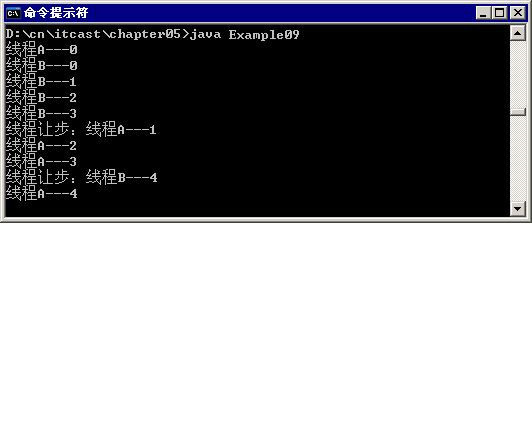 命令提示符
D:\cn\itcast\chapter05>java Example09
线程A---0
线程B---0
线程B---1
线程B---2
线程B---3
线程让步：线程A---1
线程A---2
线程A---3
线程让步：线程B---4
线程A---4